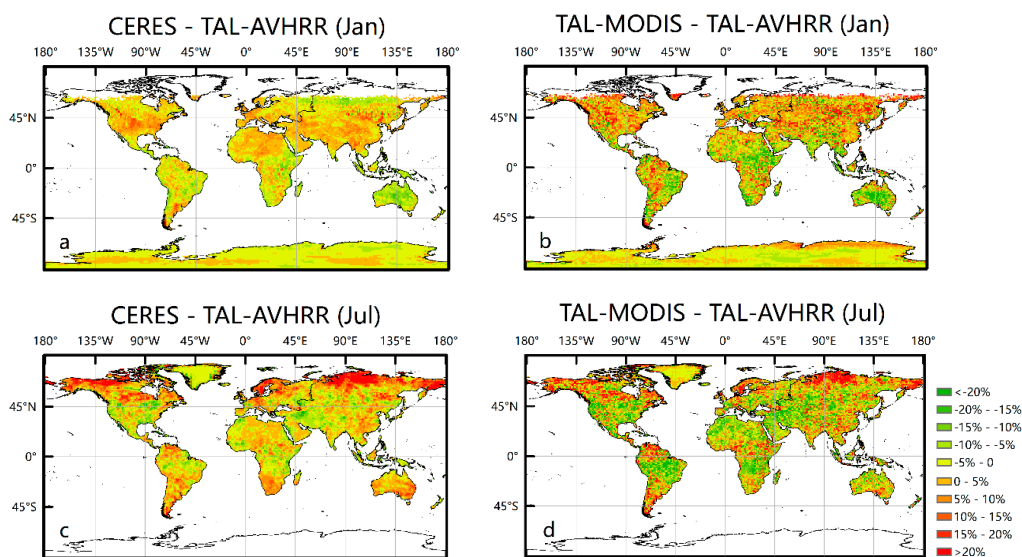 CERES - TAL-AVHRR (Jan)
180° 135°W 90°W 45°W 0° 45°E 90°E 135°E 180°
45°N
0°
45°S
a
TAL-MODIS - TAL-AVHRR (Jan)
180° 135°W 90°W 45°W 0° 45°E 90°E 135°E 180°
45°N
0°
45°S
b
CERES - TAL-AVHRR (Jul)
180° 135°W 90°W 45°W 0° 45°E 90°E 135°E 180°
45°N
0°
45°S
c
TAL-MODIS - TAL-AVHRR (Jul)
180° 135°W 90°W 45°W 0° 45°E 90°E 135°E 180°
45°N
0°
45°S
d
<-20%
-20% - -15%
-15% - -10%
-10% - -5%
-5% - 0
0 - 5%
5% - 10%
10% - 15%
15% - 20%
>20%